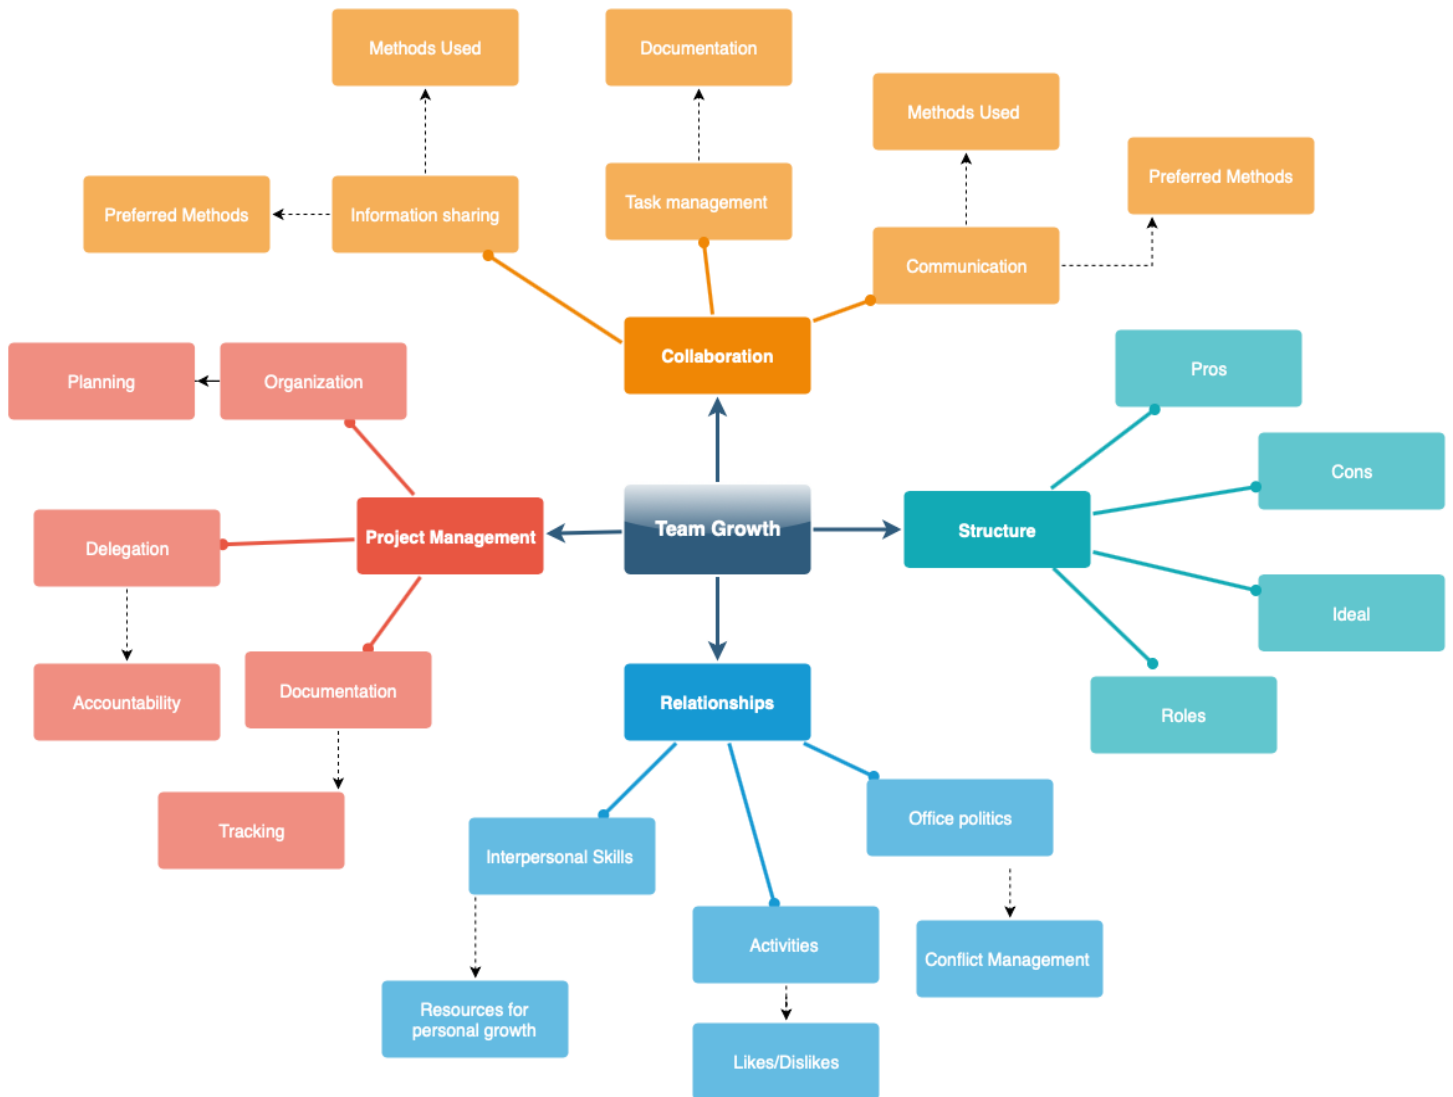 Methods Used
Documentation
Methods Used
Preferred Methods
Preferred Methods
Information sharing
Task management
Communication
Collaboration
Pros
Planning
Organization
Cons
Project Management
Team Growth
Structure
Delegation
Ideal
Accountability
Documentation
Relationships
Roles
Tracking
Office politics
Interpersonal Skills
Activities
Conflict Management
Resources for
personal growth
Likes/Dislikes